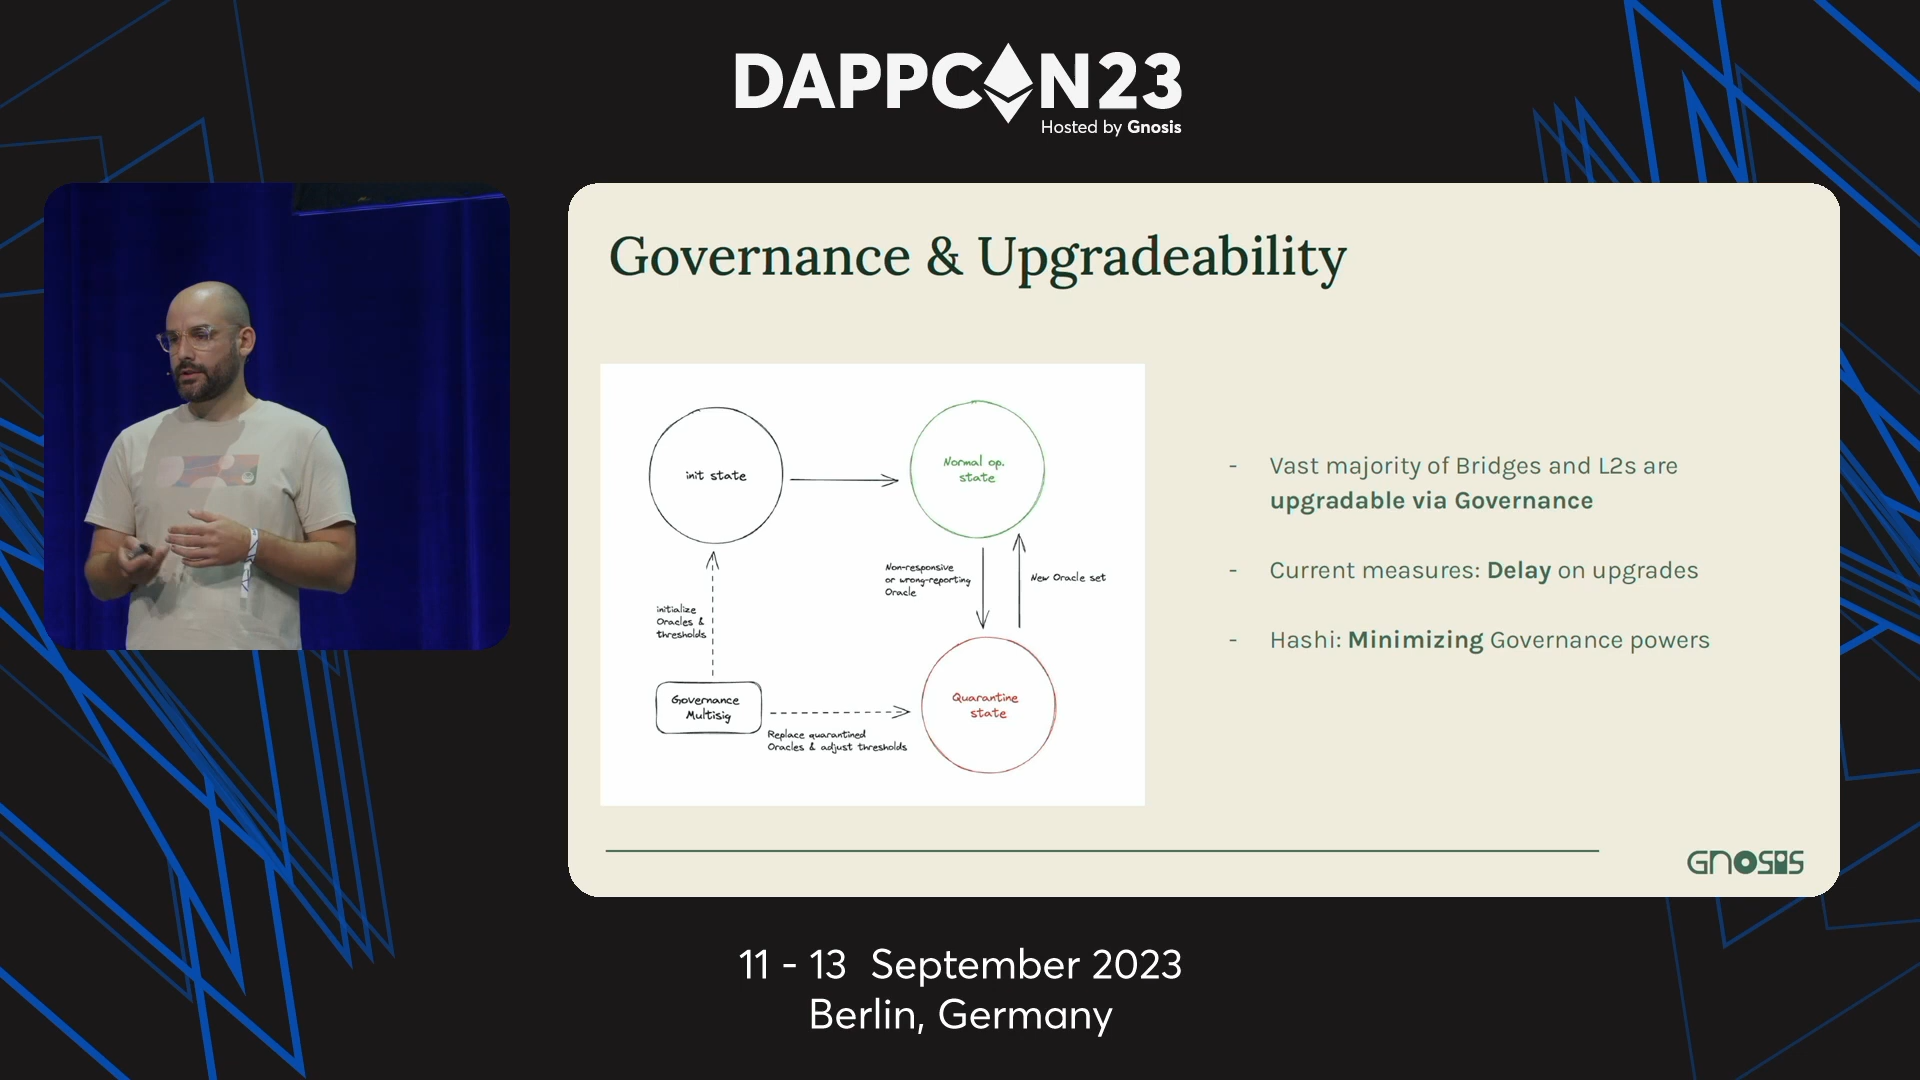 DAPPCON23
Hosted by Gnosis
Governance & Upgradeability
init state
Normal op.
state
Non-responsive
or wrong-reporting
Oracle
New Oracle set
initialize
Oracles &
thresholds
Governance
Multisig
Quarantine
state
Replace quarantined
Oracles & adjust thresholds
- Vast majority of Bridges and L2s are
upgradable via Governance
- Current measures: Delay on upgrades
- Hashi: Minimizing Governance powers
GNOSIS
11 - 13 September 2023
Berlin, Germany